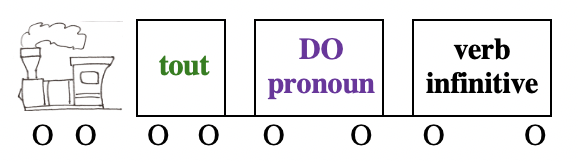 tout
DO
pronoun
verb
infinitive
O O O O O O O O